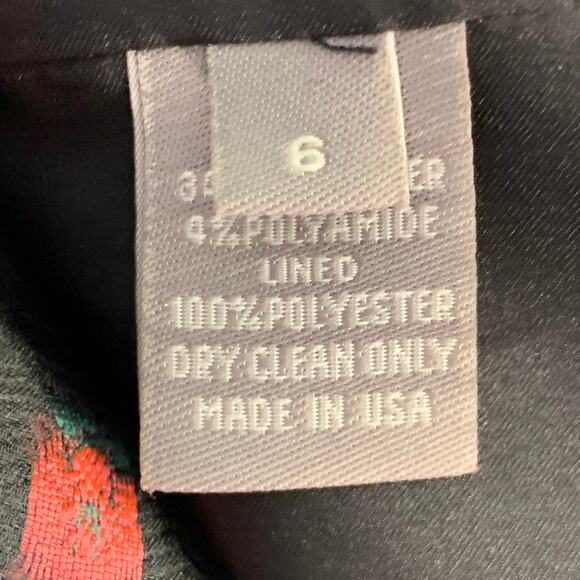 6
4% POLYAMIDE
LINED
100% POLYESTER
DRY CLEAN ONLY
MADE IN USA